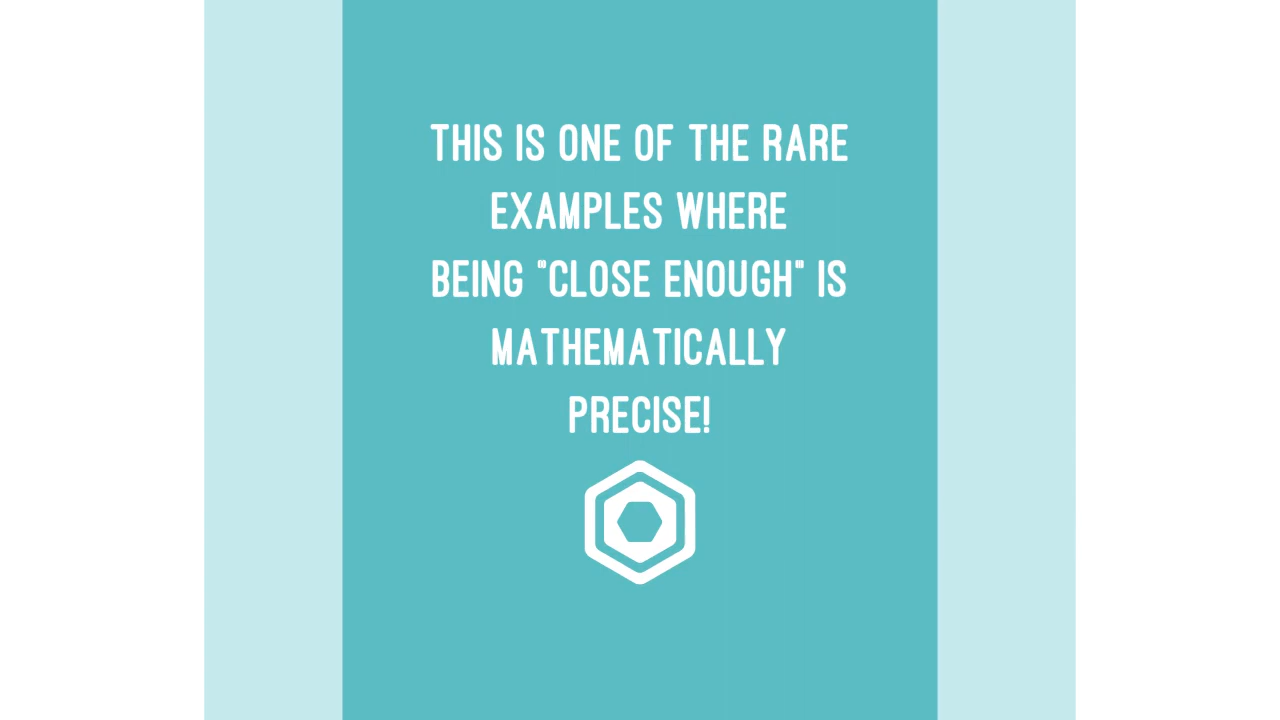 THIS IS ONE OF THE RARE
EXAMPLES WHERE
BEING "CLOSE ENOUGH" IS
MATHEMATICALLY
PRECISE!